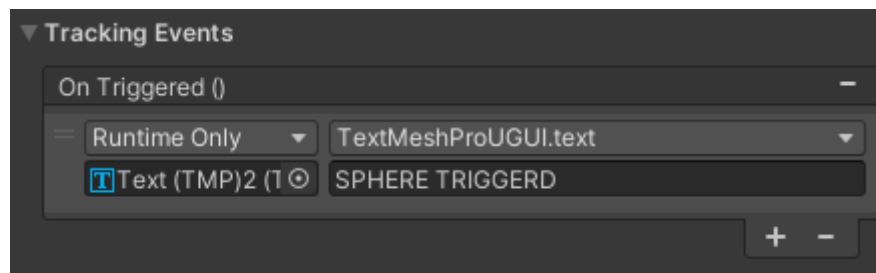 Tracking Events
On Triggered ()
Runtime Only TextMeshProUGUI.text
Text (TMP)2 (T SPHERE TRIGGERD